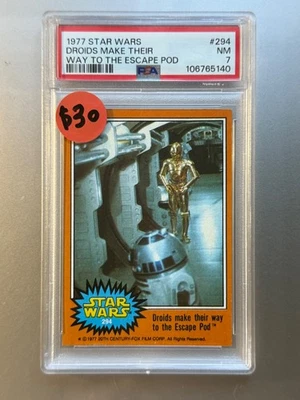 1977 STAR WARS #294
DROIDS MAKE THEIR NM
WAY TO THE ESCAPE POD 7
PSA 106765140
$30
STAR
WARS
294
Droids make their way
to the Escape Pod™
★ © 1977 20TH CENTURY-FOX FILM CORP. All Rights Reserved.